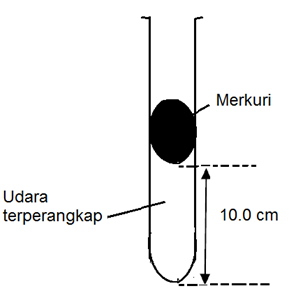 Merkuri
Udara
terperangkap
10.0 cm